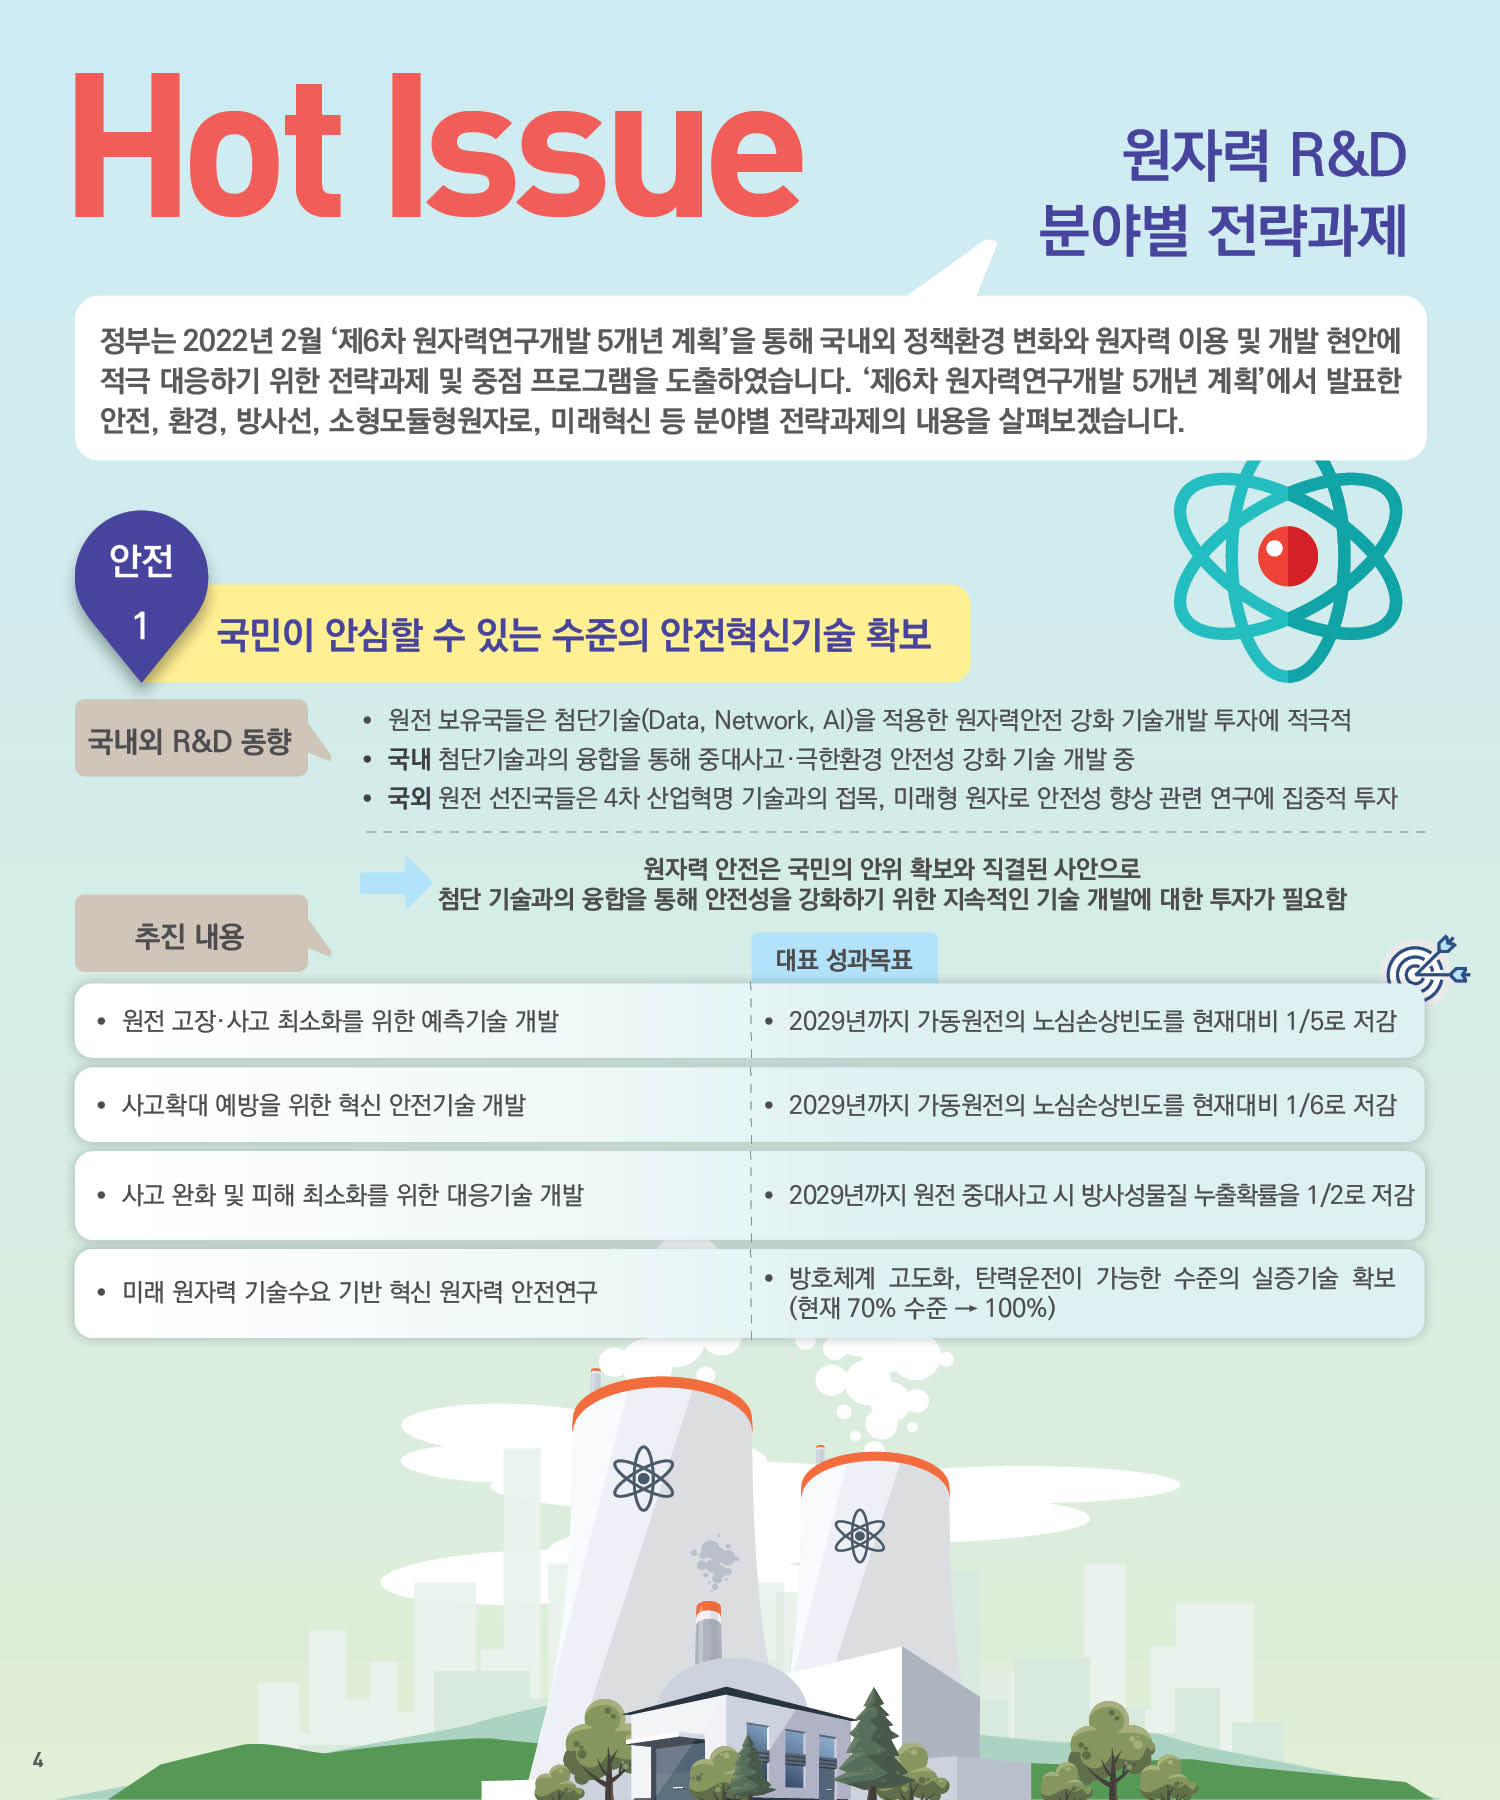 Hot Issue
원자력 R&D
분야별 전략과제
정부는 2022년 2월 ‘제6차 원자력연구개발 5개년 계획’을 통해 국내외 정책환경 변화와 원자력 이용 및 개발 현안에
적극 대응하기 위한 전략과제 및 중점 프로그램을 도출하였습니다. ‘제6차 원자력연구개발 5개년 계획’에서 발표한
안전, 환경, 방사선, 소형모듈형원자로, 미래혁신 등 분야별 전략과제의 내용을 살펴보겠습니다.
안전
1
국민이 안심할 수 있는 수준의 안전혁신기술 확보
국내외 R&D 동향
• 원전 보유국들은 첨단기술(Data, Network, AI)을 적용한 원자력안전 강화 기술개발 투자에 적극적
• 국내 첨단기술과의 융합을 통해 중대사고·극한환경 안전성 강화 기술 개발 중
• 국외 원전 선진국들은 4차 산업혁명 기술과의 접목, 미래형 원자로 안전성 향상 관련 연구에 집중적 투자
원자력 안전은 국민의 안위 확보와 직결된 사안으로
첨단 기술과의 융합을 통해 안전성을 강화하기 위한 지속적인 기술 개발에 대한 투자가 필요함
추진 내용
대표 성과목표
• 원전 고장·사고 최소화를 위한 예측기술 개발
• 2029년까지 가동원전의 노심손상빈도를 현재대비 1/5로 저감
• 사고확대 예방을 위한 혁신 안전기술 개발
• 2029년까지 가동원전의 노심손상빈도를 현재대비 1/6로 저감
• 사고 완화 및 피해 최소화를 위한 대응기술 개발
• 2029년까지 원전 중대사고 시 방사성물질 누출확률을 1/2로 저감
• 미래 원자력 기술수요 기반 혁신 원자력 안전연구
• 방호체계 고도화, 탄력운전이 가능한 수준의 실증기술 확보
(현재 70% 수준 → 100%)
4